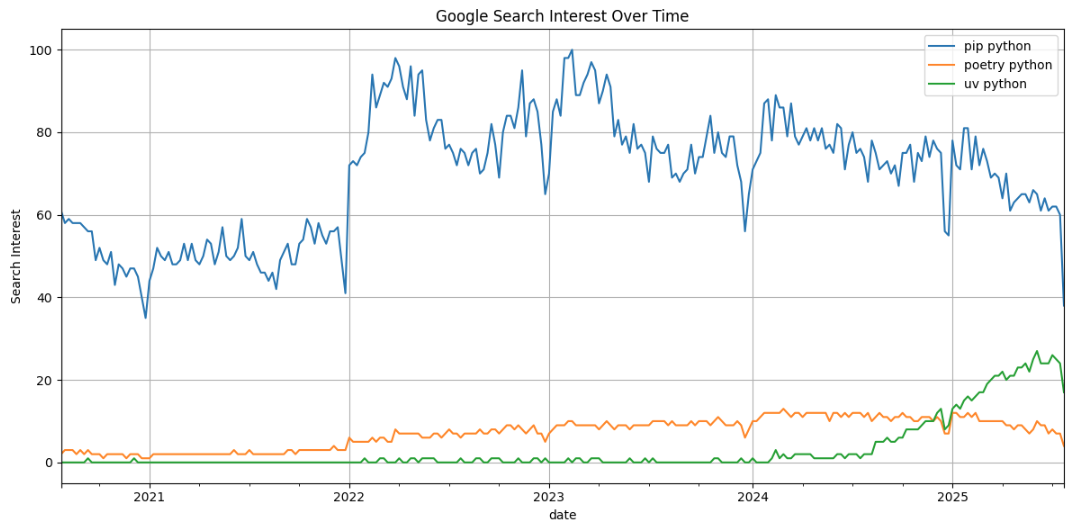 Google Search Interest Over Time
pip python
poetry python
uv python
Search Interest
100
80
60
40
20
0
2021
2022
2023
2024
2025
date